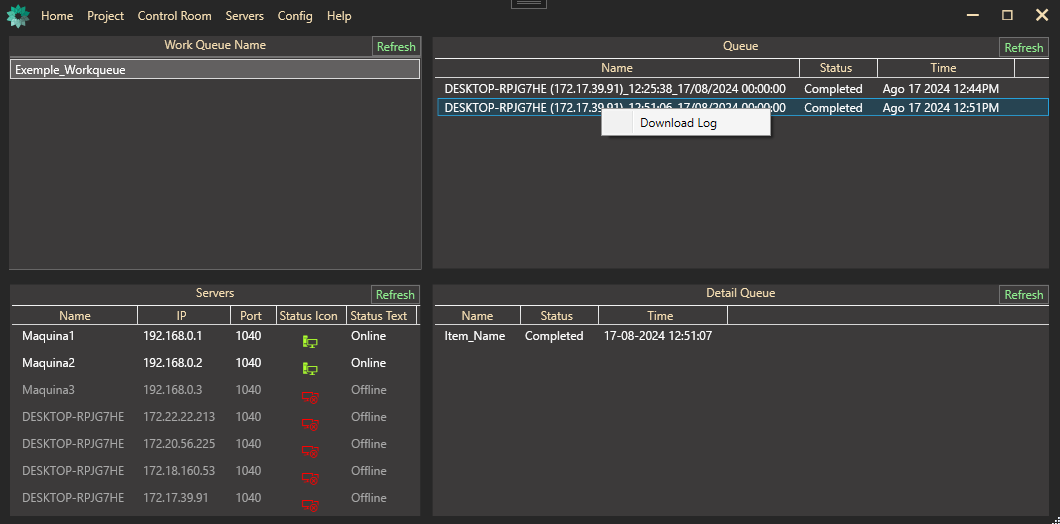 Home Project Control Room Servers Config Help
Work Queue Name Refresh
Exemple_Workqueue
Queue Refresh
Name Status Time
DESKTOP-RPJG7HE (172.17.39.91)_12:25:38_17/08/2024 00:00:00 Completed Ago 17 2024 12:44PM
DESKTOP-RPJG7HE (172.17.39.91)_12:51:06_17/08/2024 00:00:00 Completed Ago 17 2024 12:51PM
Download Log
Servers Refresh
Name IP Port Status Icon Status Text
Maquina1 192.168.0.1 1040 Online
Maquina2 192.168.0.2 1040 Online
Maquina3 192.168.0.3 1040 Offline
DESKTOP-RPJG7HE 172.22.22.213 1040 Offline
DESKTOP-RPJG7HE 172.20.56.225 1040 Offline
DESKTOP-RPJG7HE 172.18.160.53 1040 Offline
DESKTOP-RPJG7HE 172.17.39.91 1040 Offline
Detail Queue Refresh
Name Status Time
Item_Name Completed 17-08-2024 12:51:07